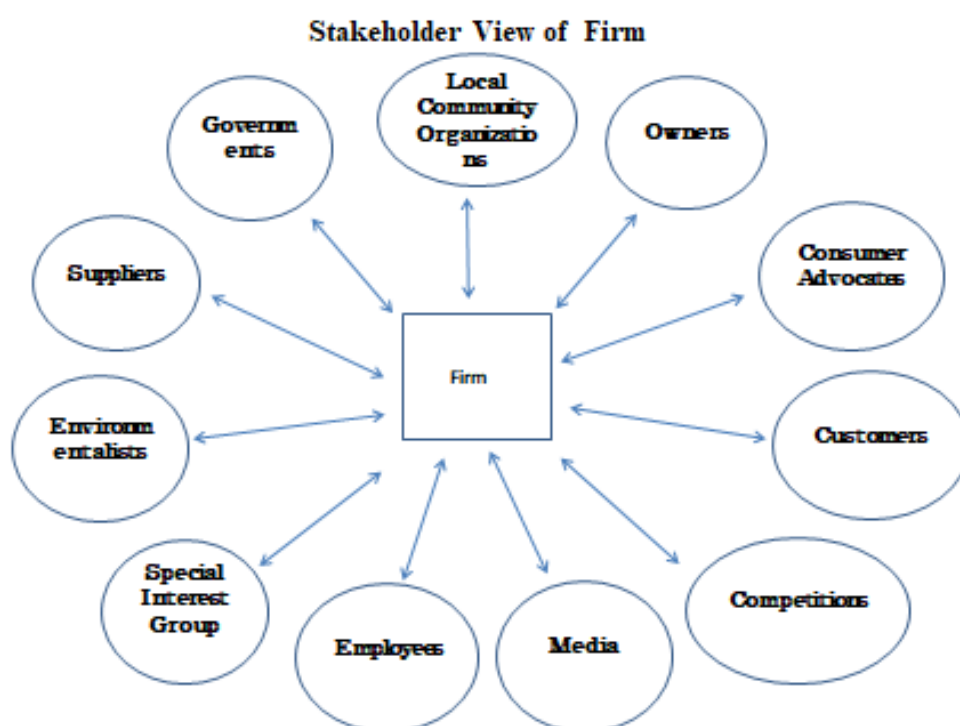 Stakeholder View of Firm
Local
Community
Organizatio
ns
Governm
ents
Owners
Suppliers
Consumer
Advocates
Firm
Environm
entalists
Customers
Special
Interest
Group
Competitions
Employees
Media